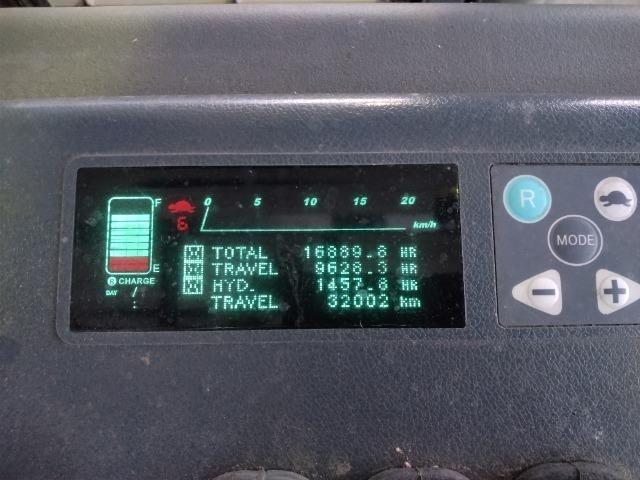 F
0 5 10 15 20
km/h
TOTAL 16889.8 HR
TRAVEL 9628.3 HR
HYD. 1457.8 HR
TRAVEL 32002 km
E
R CHARGE
DAY / :
R
MODE
- +